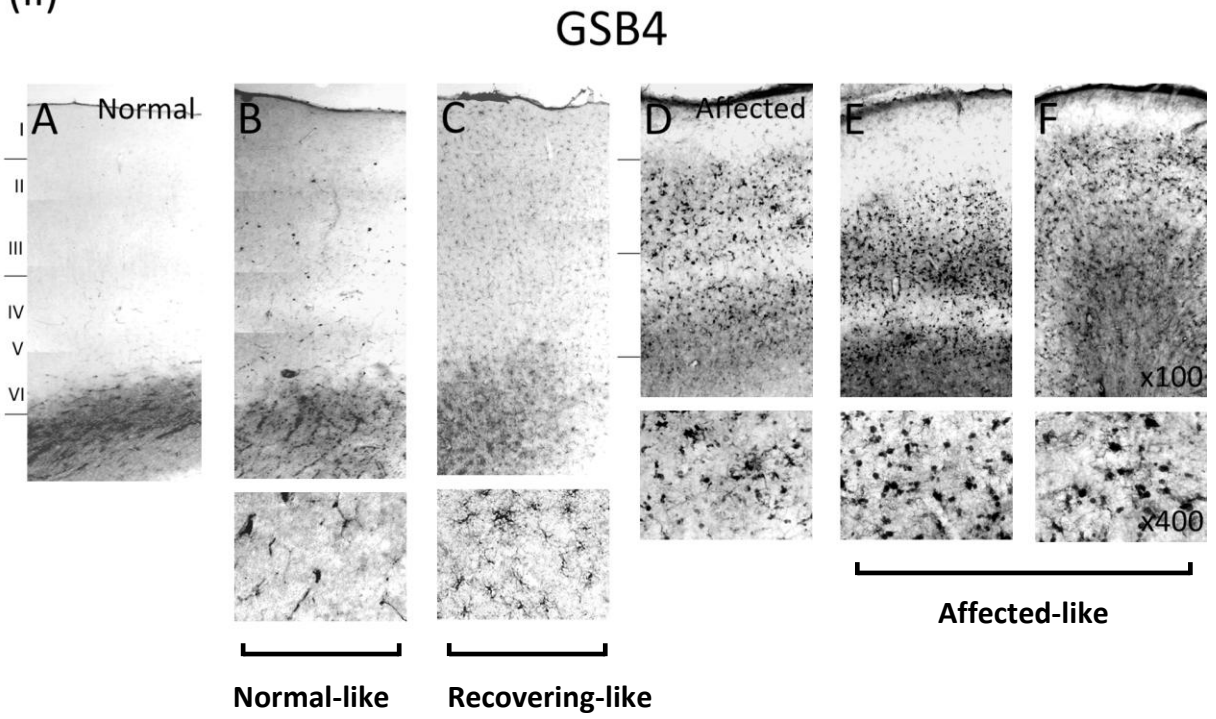 (ii)
GSB4
A Normal
B
C
D Affected
E
F
I
II
III
IV
V
VI
x100
x400
Affected-like
Normal-like
Recovering-like